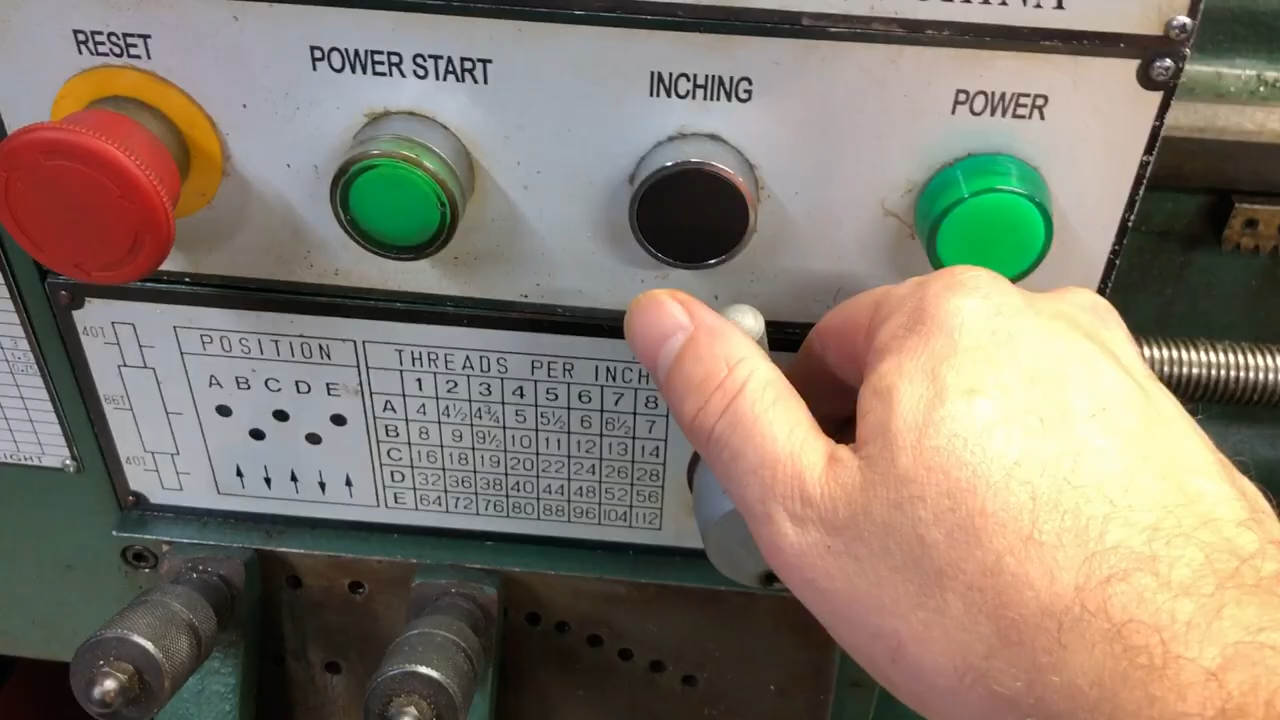 RESET
POWER START
INCHING
POWER
40T
86T
40T
POSITION
A B C D E
THREADS PER INCH
1 2 3 4 5 6 7 8
A 4 4½ 4¾ 5 5½ 6 6½ 7
B 8 9 9½ 10 11 12 13 14
C 16 18 19 20 22 24 26 28
D 32 36 38 40 44 48 52 56
E 64 72 76 80 88 96 104 112